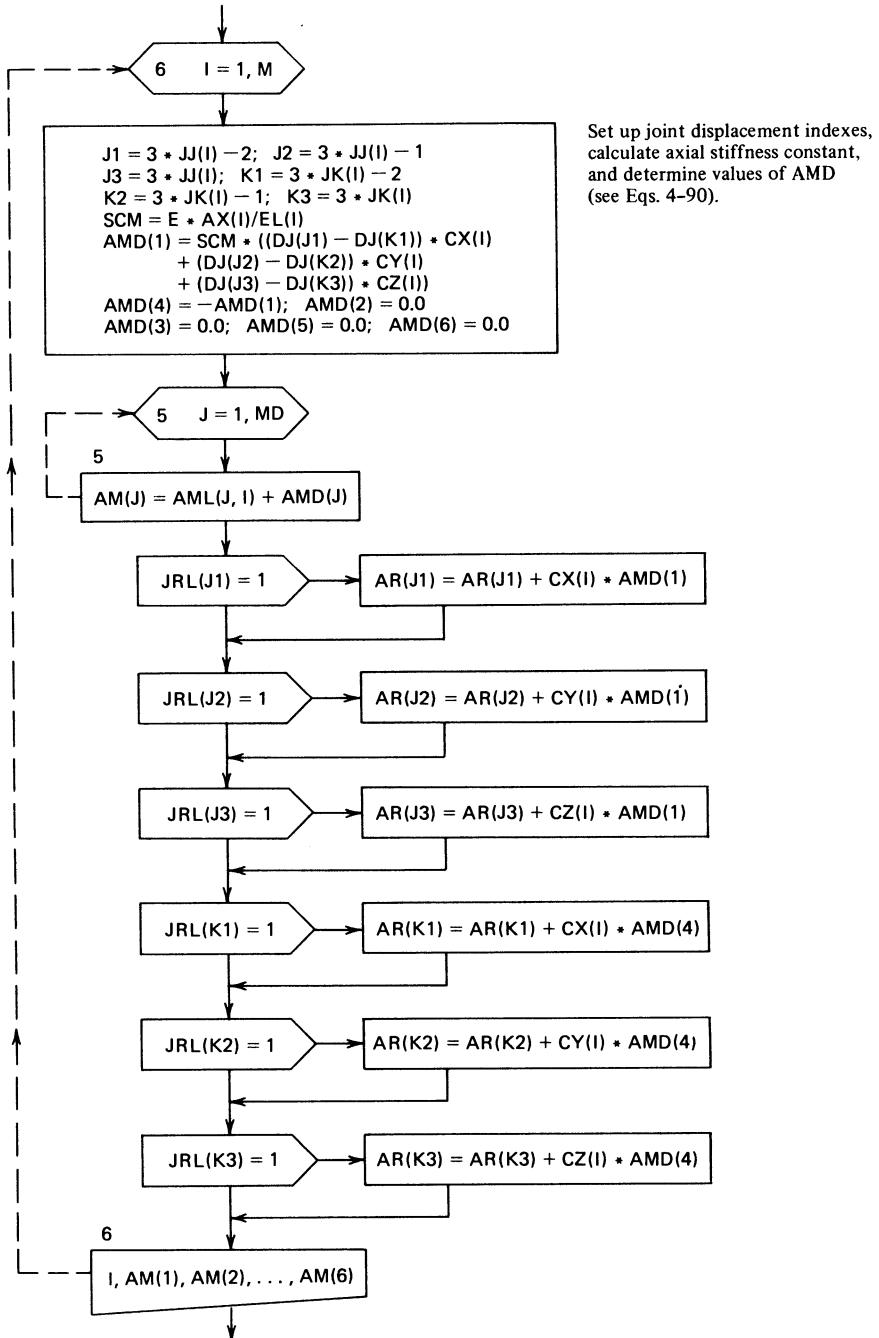 6 I = 1, M
J1 = 3 * JJ(I) − 2; J2 = 3 * JJ(I) − 1
J3 = 3 * JJ(I); K1 = 3 * JK(I) − 2
K2 = 3 * JK(I) − 1; K3 = 3 * JK(I)
SCM = E * AX(I)/EL(I)
AMD(1) = SCM * ((DJ(J1) − DJ(K1)) * CX(I)
+ (DJ(J2) − DJ(K2)) * CY(I)
+ (DJ(J3) − DJ(K3)) * CZ(I))
AMD(4) = −AMD(1); AMD(2) = 0.0
AMD(3) = 0.0; AMD(5) = 0.0; AMD(6) = 0.0
Set up joint displacement indexes,
calculate axial stiffness constant,
and determine values of AMD
(see Eqs. 4–90).
5 J = 1, MD
5
AM(J) = AML(J, I) + AMD(J)
JRL(J1) = 1
AR(J1) = AR(J1) + CX(I) * AMD(1)
JRL(J2) = 1
AR(J2) = AR(J2) + CY(I) * AMD(1)
JRL(J3) = 1
AR(J3) = AR(J3) + CZ(I) * AMD(1)
JRL(K1) = 1
AR(K1) = AR(K1) + CX(I) * AMD(4)
JRL(K2) = 1
AR(K2) = AR(K2) + CY(I) * AMD(4)
JRL(K3) = 1
AR(K3) = AR(K3) + CZ(I) * AMD(4)
6
I, AM(1), AM(2), . . . , AM(6)